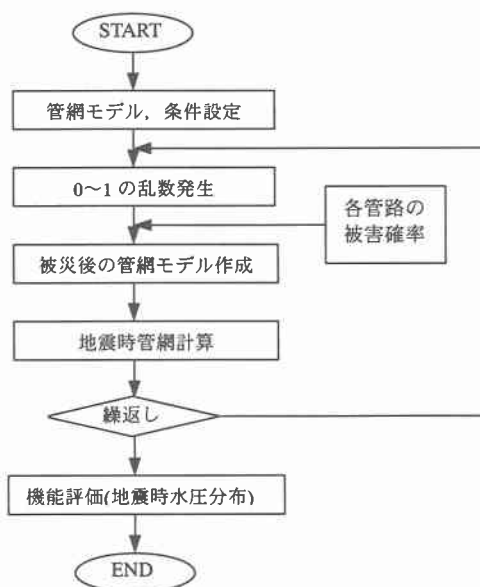 START
管網モデル，条件設定
0〜1の乱数発生
各管路の
被害確率
被災後の管網モデル作成
地震時管網計算
繰返し
機能評価(地震時水圧分布)
END